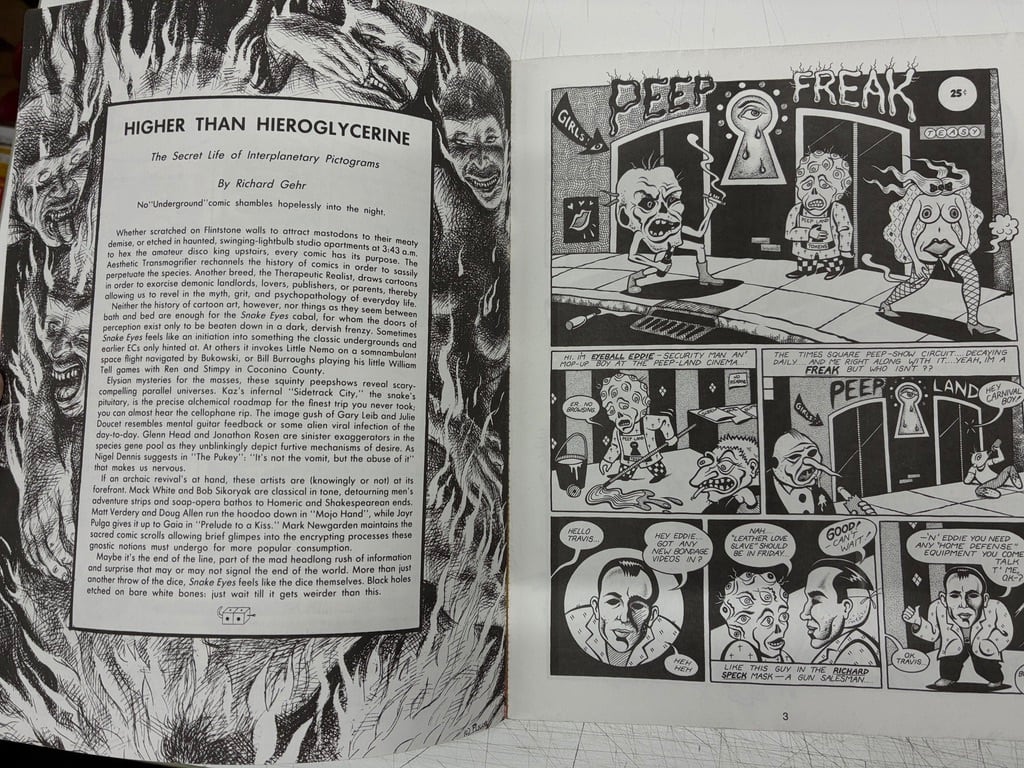 HIGHER THAN HIEROGLYCERINE
The Secret Life of Interplanetary Pictograms
By Richard Gehr
No "Underground" comic shambles hopelessly into the night.
Whether scratched on Flintstone walls to attract mastodons to their meaty
demise, or etched in haunted, swinging-lightbulb studio apartments at 3:43 a.m.
to hex the amateur disco king upstairs, every comic has its purpose. The
Aesthetic Transmogrifier rechannels the history of comics in order to sassily
perpetuate the species. Another breed, the Therapeutic Realist, draws cartoons
in order to exorcise demonic landlords, lovers, publishers, or parents, thereby
allowing us to revel in the myth, grit, and psychopathology of everyday life.
Neither the history of cartoon art, however, nor things as they seem between
bath and bed are enough for the Snake Eyes cabal, for whom the doors of
perception exist only to be beaten down in a dark, dervish frenzy. Sometimes
Snake Eyes feels like an initiation into something the classic undergrounds and
earlier ECs only hinted at. At others it invokes Little Nemo on a somnambulant
space flight navigated by Bukowski, or Bill Burroughs playing his little William
Tell games with Ren and Stimpy in Coconino County.
Elysian mysteries for the masses, these squinty peepshows reveal scary-
compelling parallel universes. Kaz's infernal "Sidetrack City," the snake's
pituitary, is the precise alchemical roadmap for the finest trip you never took;
you can almost hear the cellophane rip. The image gush of Gary Leib and Julie
Doucet resembles mental guitar feedback or some alien viral infection of the
day-to-day. Glenn Head and Jonathon Rosen are sinister exaggerators in the
species gene pool as they unblinkingly depict furtive mechanisms of desire. As
Nigel Dennis suggests in "The Pukey": "It's not the vomit, but the abuse of it"
that makes us nervous.
If an archaic revival's at hand, these artists are (knowingly or not) at its
forefront. Mack White and Bob Sikoryak are classical in tone, detourning men's
adventure strips and soap-opera bathos to Homeric and Shakespearean ends.
Matt Verdery and Doug Allen run the hoodoo down in "Mojo Hand", while Jayr
Pulga gives it up to Gaia in "Prelude to a Kiss." Mark Newgarden maintains the
sacred comic scrolls allowing brief glimpses into the encrypting processes these
gnostic notions must undergo for more popular consumption.
Maybe it's the end of the line, part of the mad headlong rush of information
and surprise that may or may not signal the end of the world. More than just
another throw of the dice, Snake Eyes feels like the dice themselves. Black holes
etched on bare white bones: just wait till it gets weirder than this.
PEEP FREAK
25¢
GIRLS
TEASY
PEEP LAND
TOKENS
HI, I'M EYEBALL EDDIE - SECURITY MAN AN'
MOP-UP BOY AT THE PEEP-LAND CINEMA
ER, NO
BROWSING
PEEP
LAND
THE TIMES SQUARE PEEP-SHOW CIRCUIT... DECAYING
DAILY. AND ME RIGHT ALONG WITH IT... YEAH, I'M A
FREAK BUT WHO ISN'T??
PEEP LAND
GIRLS
HEY
CARNIVAL
BOY!
HELLO
TRAVIS...
HEY EDDIE.
GOT ANY
NEW BONDAGE
VIDEOS IN?
HEH
HEH
NAH.
"LEATHER LOVE
SLAVE" SHOULD
BE IN FRIDAY.
GOOD!
CAN'T
WAIT!
LIKE THIS GUY IN THE RICHARD
SPECK MASK — A GUN SALESMAN...
—'N' EDDIE YOU NEED
ANY "HOME DEFENSE"
EQUIPMENT YOU COME
TALK
T' ME,
OK-?
OK
TRAVIS..
3